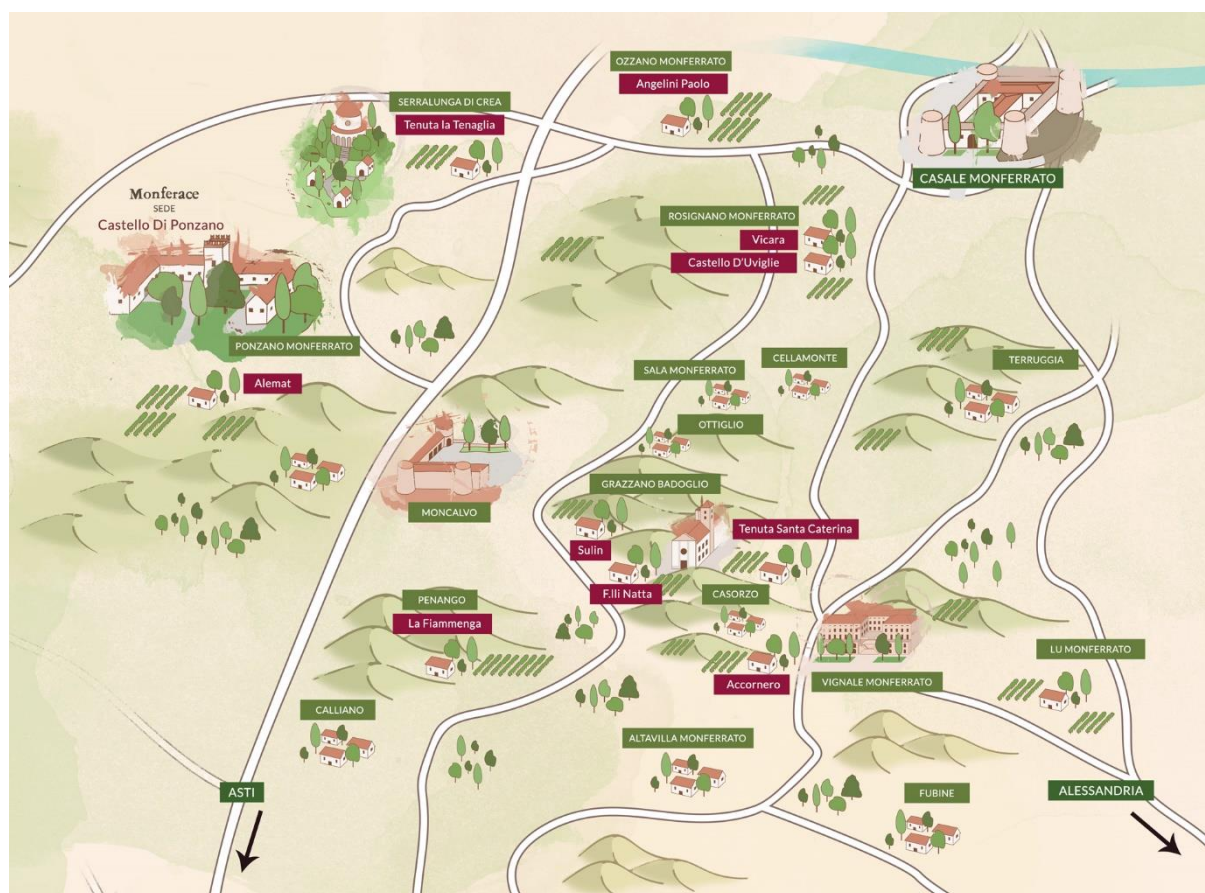 OZZANO MONFERRATO
Angelini Paolo
SERRALUNGA DI CREA
Tenuta la Tenaglia
CASALE MONFERRATO
Monferace
SEDE
Castello Di Ponzano
ROSIGNANO MONFERRATO
Vicara
Castello D'Uviglie
PONZANO MONFERRATO
Alemat
SALA MONFERRATO
CELLAMONTE
TERRUGGIA
OTTIGLIO
GRAZZANO BADOGLIO
MONCALVO
Sulin
Tenuta Santa Caterina
F.lli Natta
CASORZO
PENANGO
La Fiammenga
LU MONFERRATO
Accornero
VIGNALE MONFERRATO
CALLIANO
ALTAVILLA MONFERRATO
ASTI
FUBINE
ALESSANDRIA